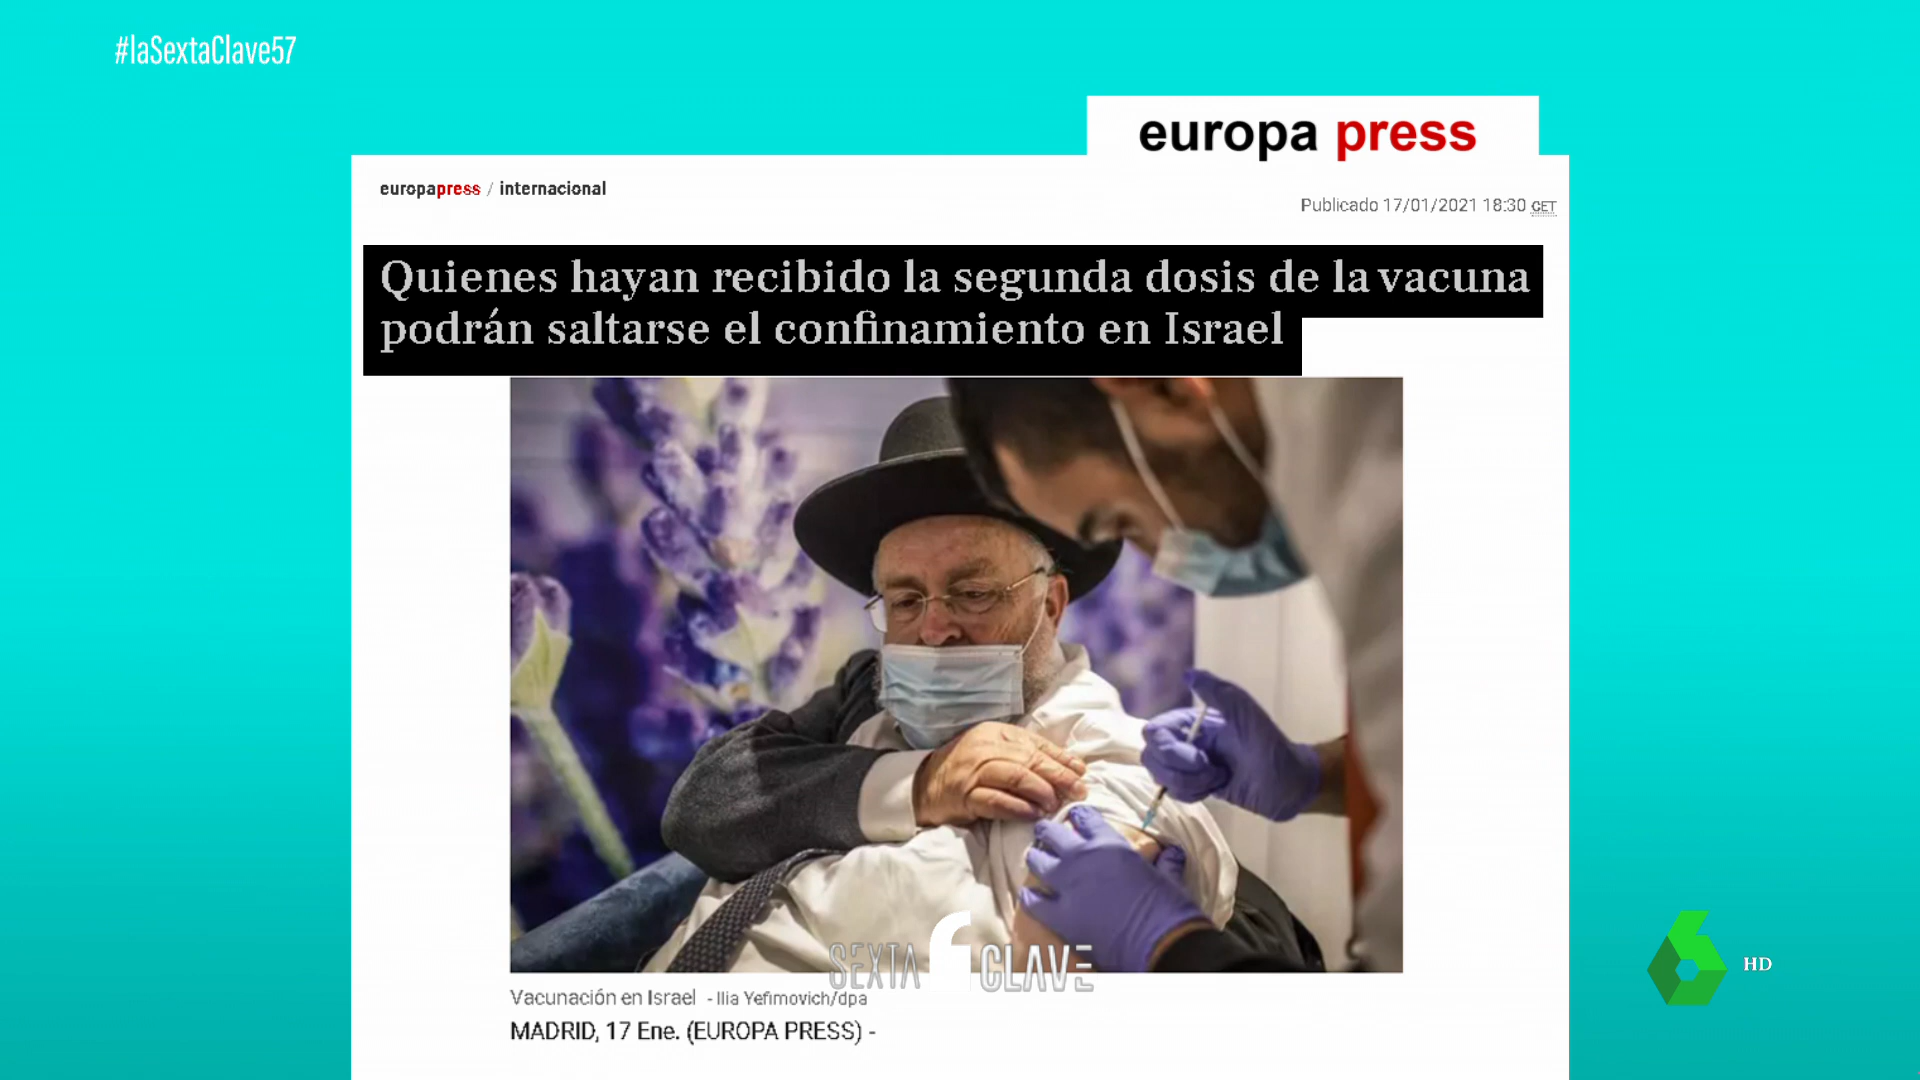 #laSextaClave57
europa press
europapress / internacional
Publicado 17/01/2021 18:30 CET
Quienes hayan recibido la segunda dosis de la vacuna
podrán saltarse el confinamiento en Israel
SEXTA CLAVE
HD
Vacunación en Israel - Ilia Yefimovich/dpa
MADRID, 17 Ene. (EUROPA PRESS) -